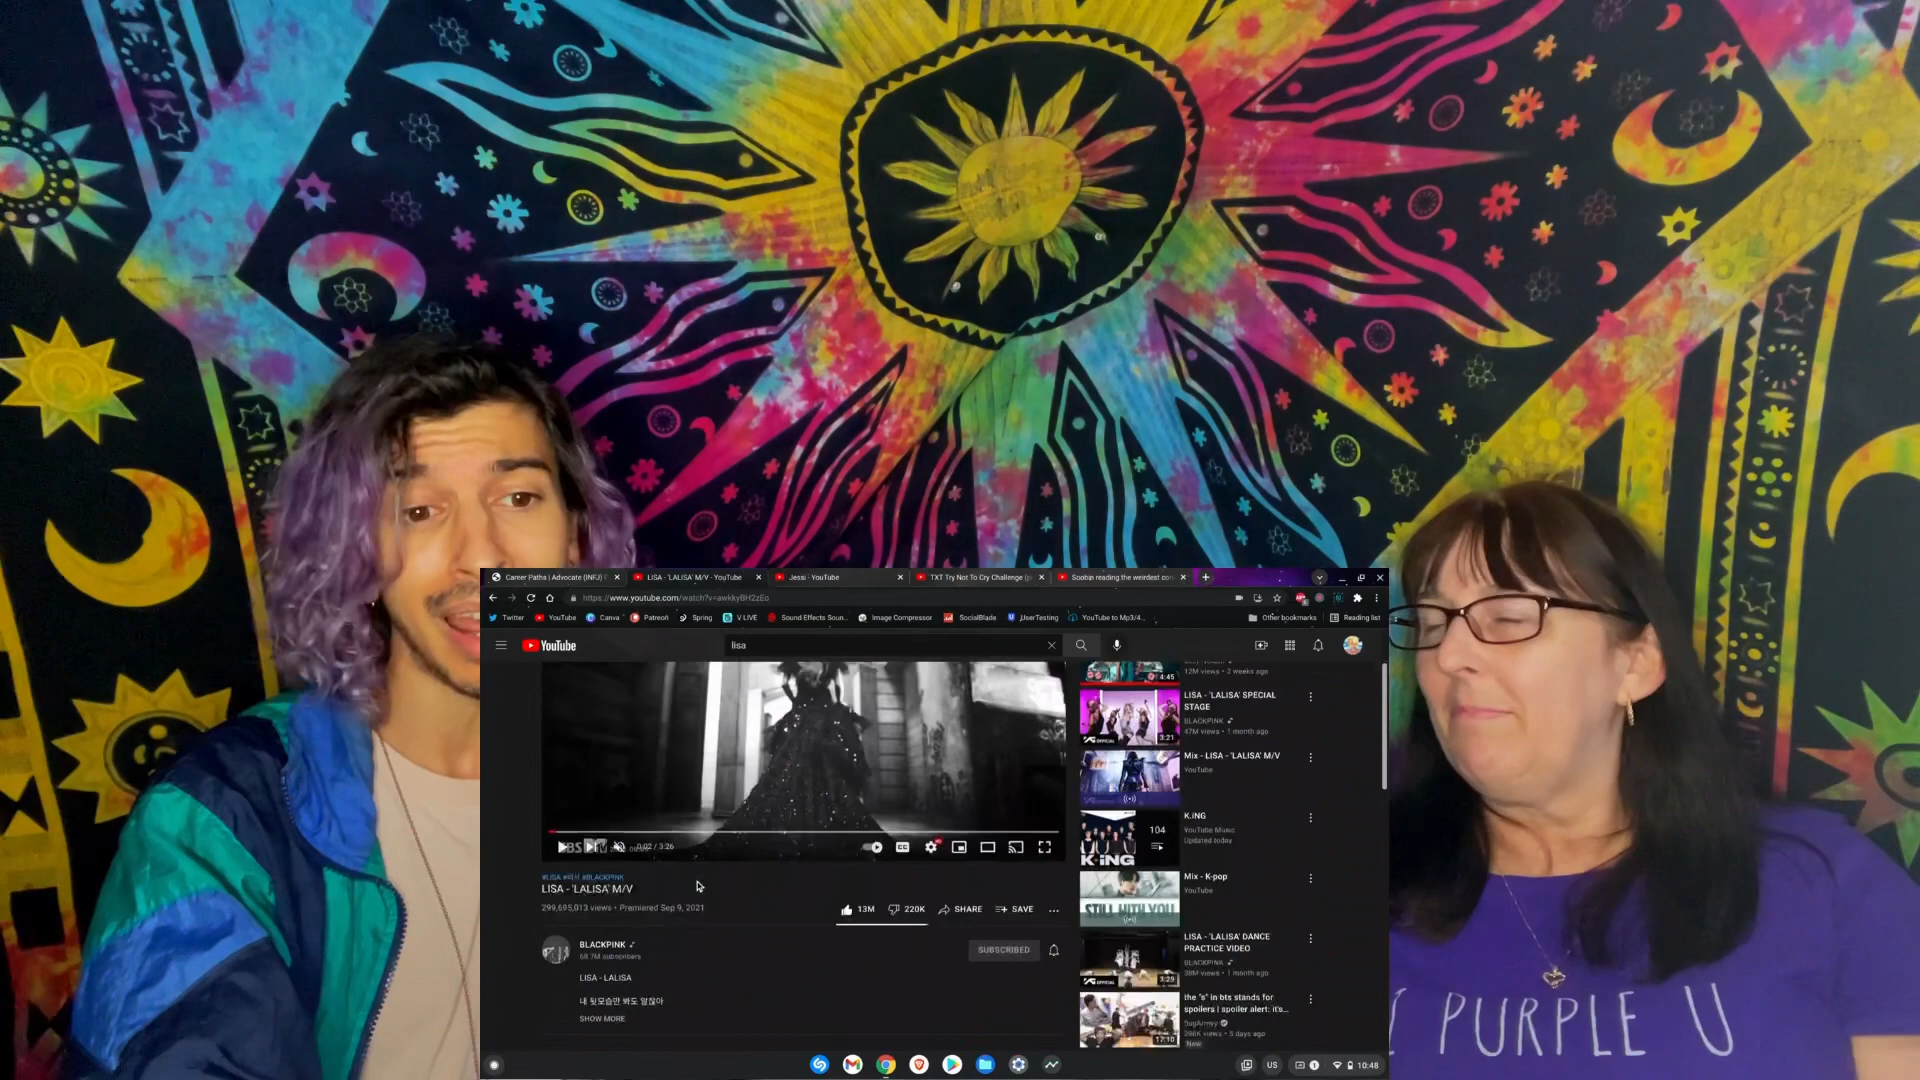 Career Paths | Advocate (INFJ)
LISA - 'LALISA' M/V - YouTube
Jessi - YouTube
TXT Try Not To Cry Challenge
Soobin reading the weirdest con
https://www.youtube.com/watch?v=awkkyBH2zEo
Twitter
YouTube
Canva
Patreon
Spring
V LIVE
Sound Effects Soun...
Image Compressor
SocialBlade
UserTesting
YouTube to Mp3/4...
Other bookmarks
Reading list
YouTube
lisa
0:02 / 3:26
#LISA #리사 #BLACKPINK
LISA - 'LALISA' M/V
299,695,013 views • Premiered Sep 9, 2021
13M
220K
SHARE
SAVE
BLACKPINK
68.7M subscribers
SUBSCRIBED
LISA - LALISA
내 뒷모습만 봐도 알잖아
SHOW MORE
12M views • 2 weeks ago
4:45
LISA - 'LALISA' SPECIAL
STAGE
BLACKPINK
47M views • 1 month ago
3:21
Mix - LISA - 'LALISA' M/V
YouTube
K.iNG
YouTube Music
Updated today
104
K-iNG
Mix - K-pop
YouTube
STILL WITH YOU
LISA - 'LALISA' DANCE
PRACTICE VIDEO
BLACKPINK
38M views • 1 month ago
3:29
the "s" in bts stands for
spoilers | spoiler alert: it's...
298K views • 5 days ago
New
17:10
US
10:48
I PURPLE U